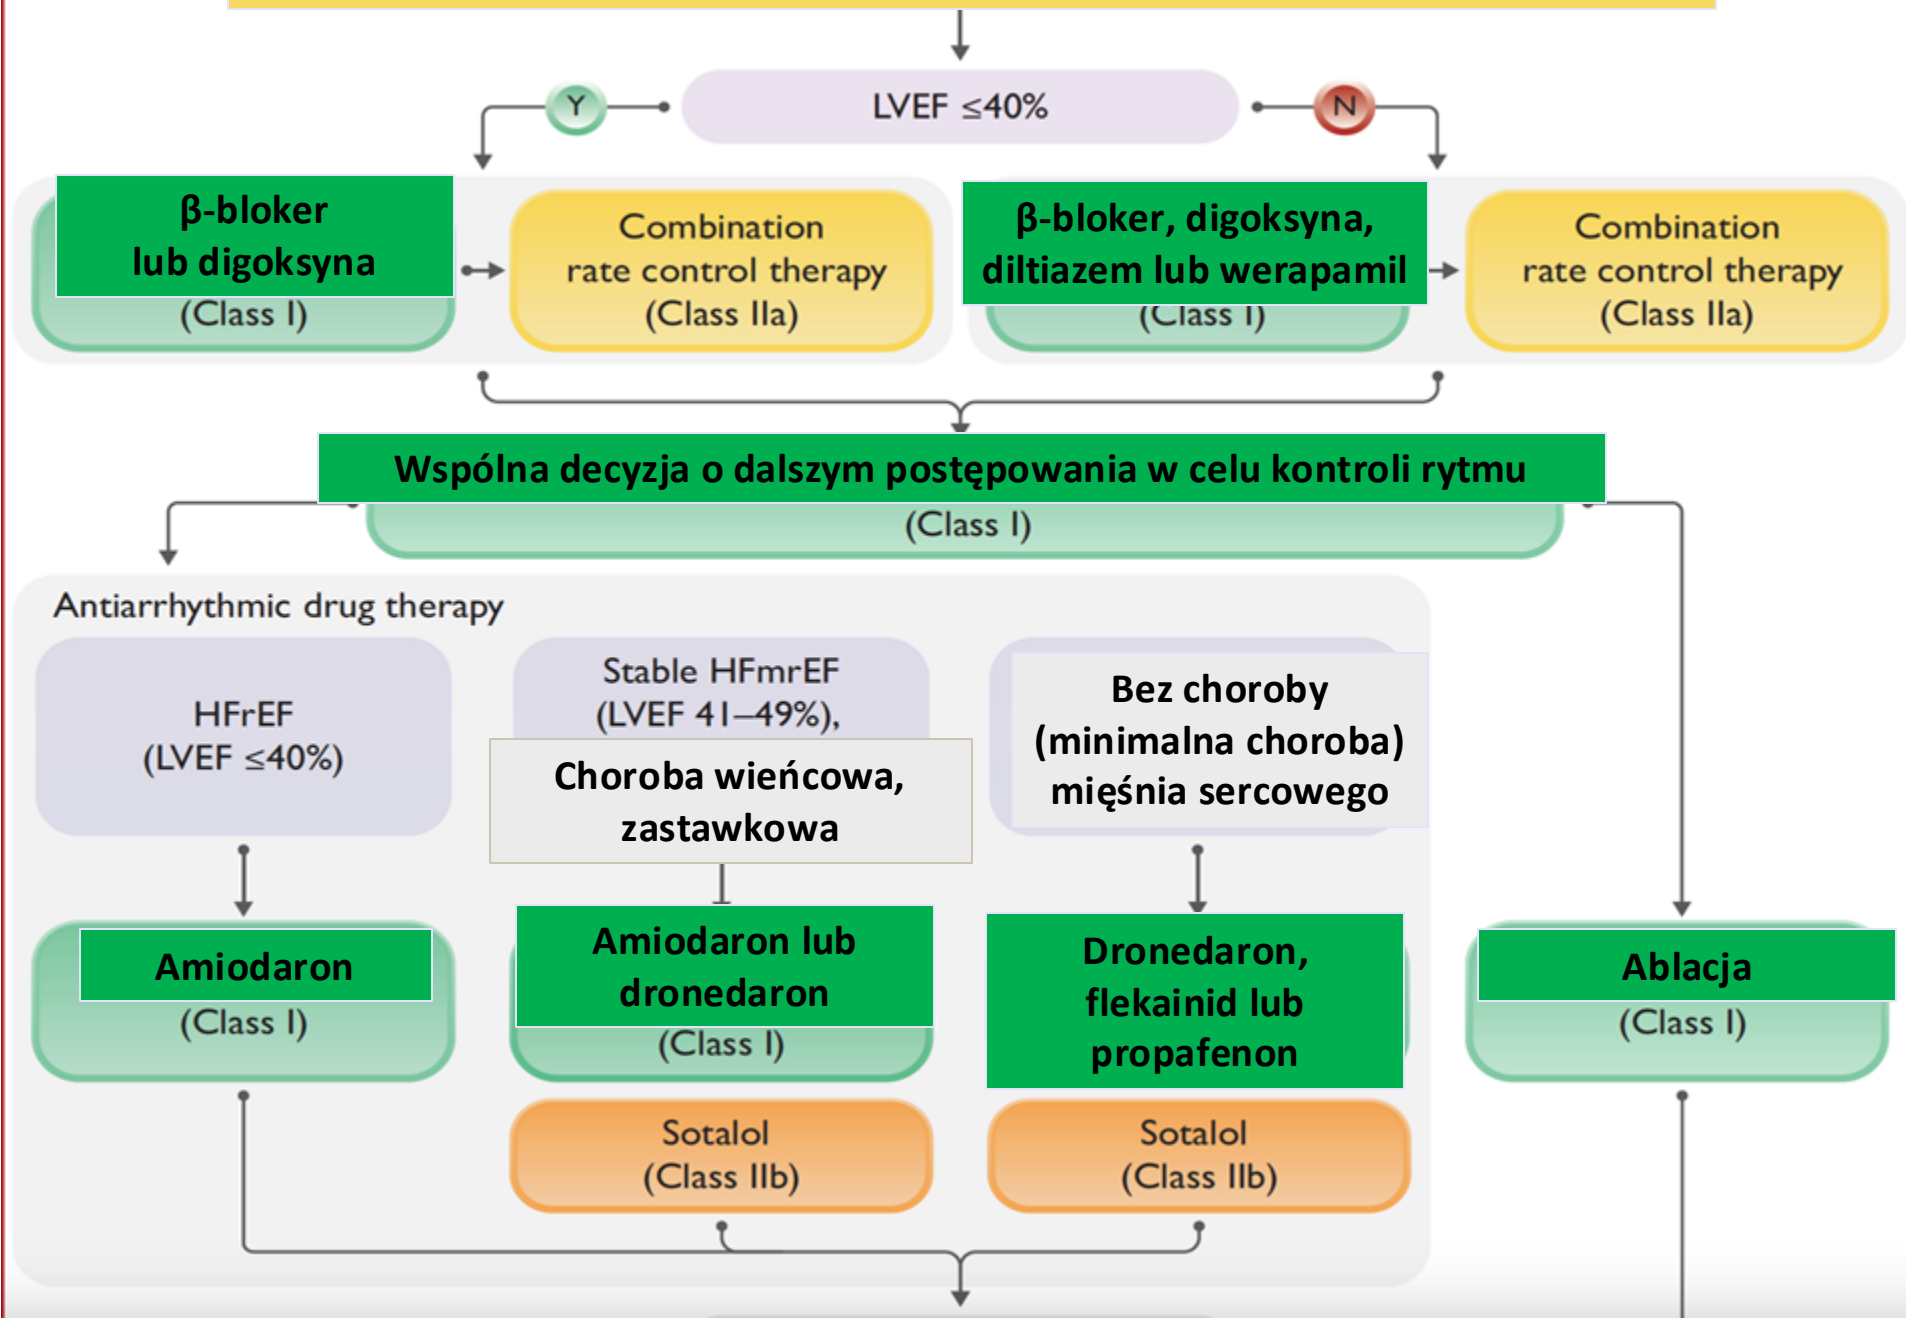 LVEF ≤40%
Y
N
β-bloker
lub digoksyna
(Class I)
Combination
rate control therapy
(Class IIa)
β-bloker, digoksyna,
diltiazem lub werapamil
(Class I)
Combination
rate control therapy
(Class IIa)
Wspólna decyzja o dalszym postępowania w celu kontroli rytmu
(Class I)
Antiarrhythmic drug therapy
HFrEF
(LVEF ≤40%)
Stable HFmrEF
(LVEF 41–49%),
Choroba wieńcowa,
zastawkowa
Bez choroby
(minimalna choroba)
mięśnia sercowego
Amiodaron
(Class I)
Amiodaron lub
dronedaron
(Class I)
Dronedaron,
flekainid lub
propafenon
Ablacja
(Class I)
Sotalol
(Class IIb)
Sotalol
(Class IIb)